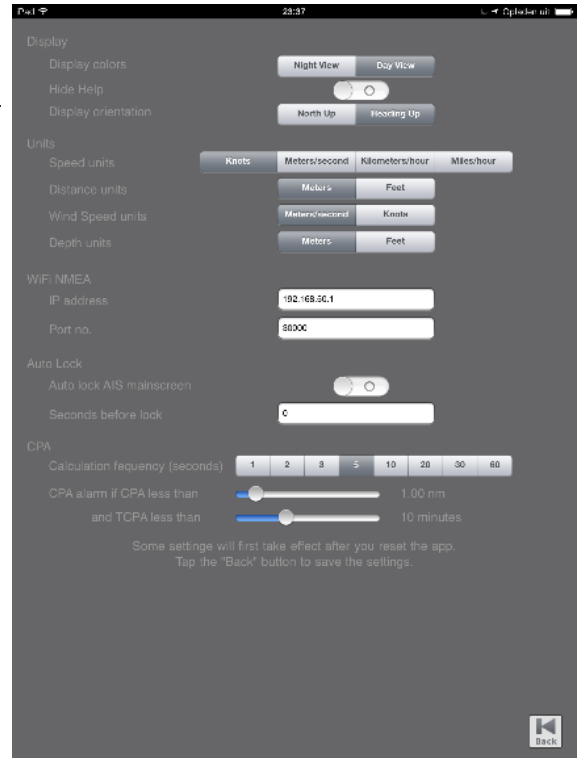 iPad 23:37 Opladen uit
Display
Display colors Night View Day View
Hide Help
Display orientation North Up Heading Up
Units
Speed units Knots Meters/second Kilometers/hour Miles/hour
Distance units Meters Feet
Wind Speed units Meters/second Knots
Depth units Meters Feet
WiFi NMEA
IP address 192.168.50.1
Port no. 30000
Auto Lock
Auto lock AIS mainscreen
Seconds before lock 0
CPA
Calculation fequency (seconds) 1 2 3 5 10 20 30 60
CPA alarm if CPA less than 1.00 nm
and TCPA less than 10 minutes
Some settinge will first take effect after you reset the app.
Tap the "Back" button to save the settings.
Back